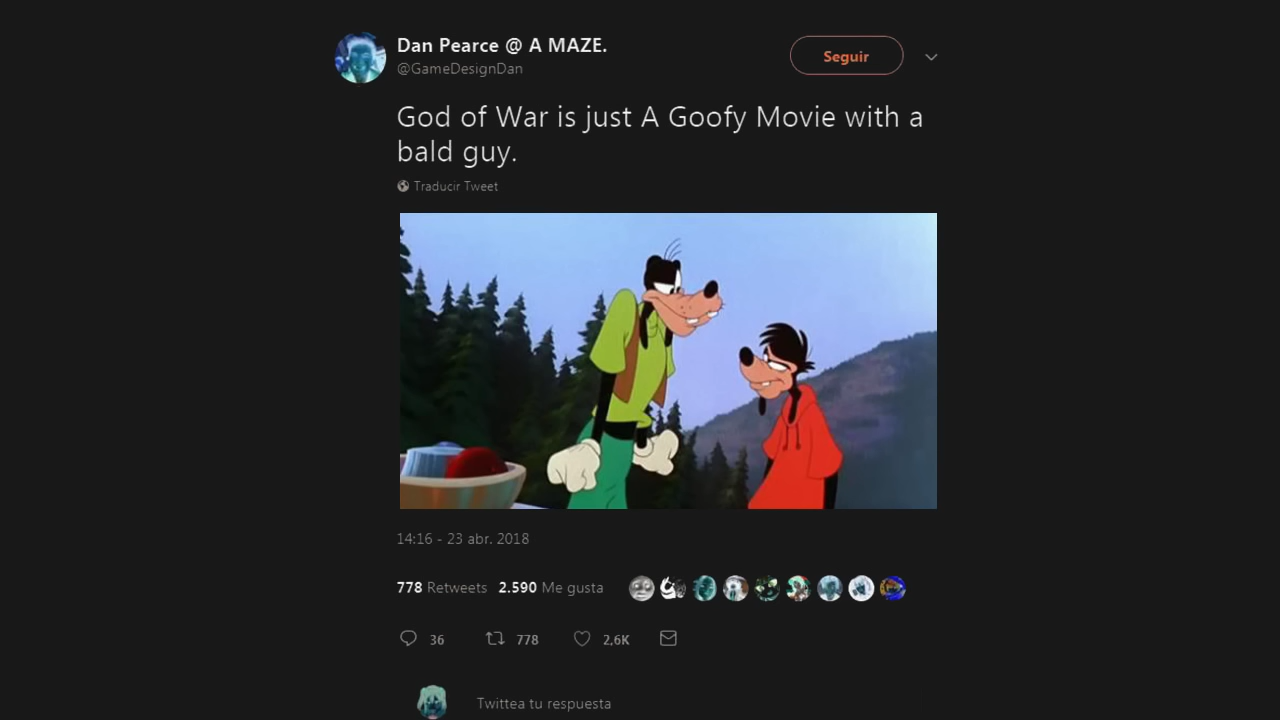 Dan Pearce @ A MAZE.
@GameDesignDan
Seguir
God of War is just A Goofy Movie with a
bald guy.
Traducir Tweet
14:16 - 23 abr. 2018
778 Retweets 2.590 Me gusta
36 778 2,6K
Twittea tu respuesta